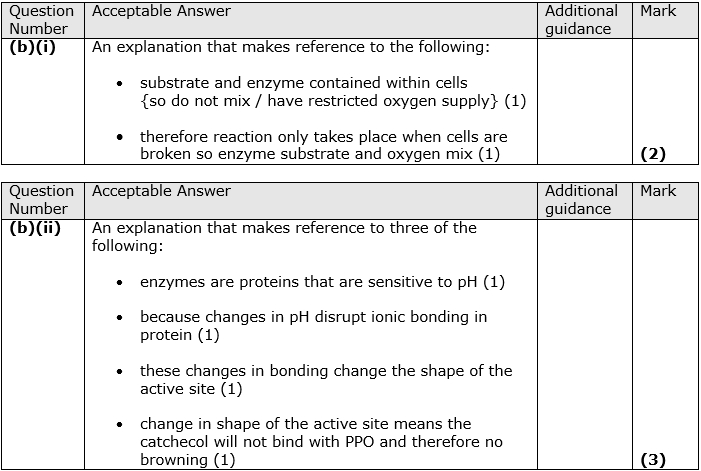 Question Number
Acceptable Answer
Additional guidance
Mark
(b)(i)
An explanation that makes reference to the following:
• substrate and enzyme contained within cells
{so do not mix / have restricted oxygen supply} (1)
• therefore reaction only takes place when cells are
broken so enzyme substrate and oxygen mix (1)
(2)
Question Number
Acceptable Answer
Additional guidance
Mark
(b)(ii)
An explanation that makes reference to three of the
following:
• enzymes are proteins that are sensitive to pH (1)
• because changes in pH disrupt ionic bonding in
protein (1)
• these changes in bonding change the shape of the
active site (1)
• change in shape of the active site means the
catchecol will not bind with PPO and therefore no
browning (1)
(3)